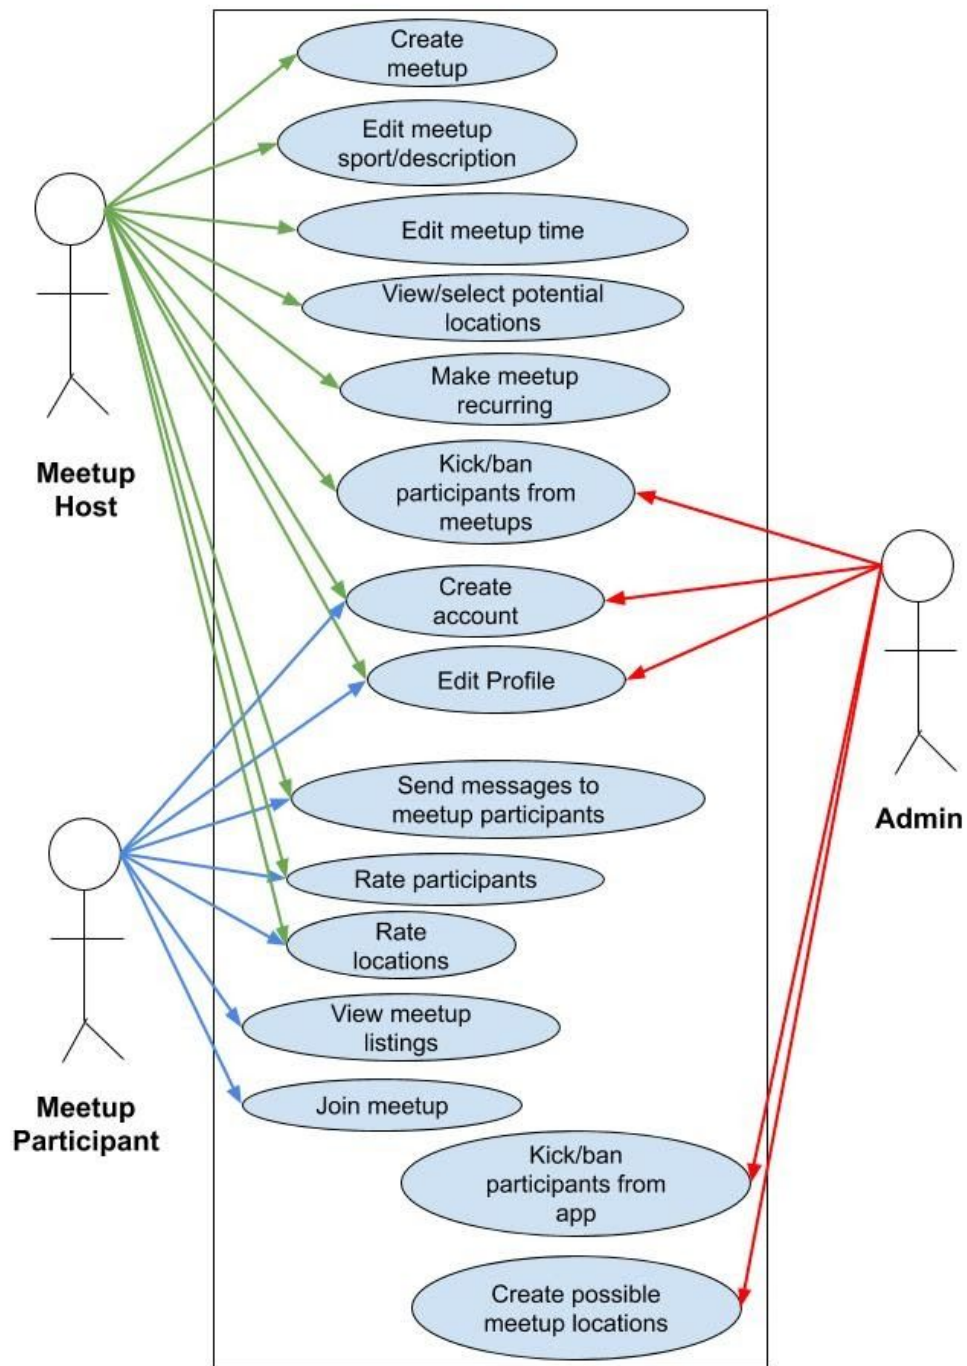 Create
meetup
Edit meetup
sport/description
Edit meetup time
View/select potential
locations
Make meetup
recurring
Meetup
Host
Kick/ban
participants from
meetups
Create
account
Edit Profile
Send messages to
meetup participants
Admin
Rate participants
Rate
locations
View meetup
listings
Join meetup
Meetup
Participant
Kick/ban
participants from
app
Create possible
meetup locations